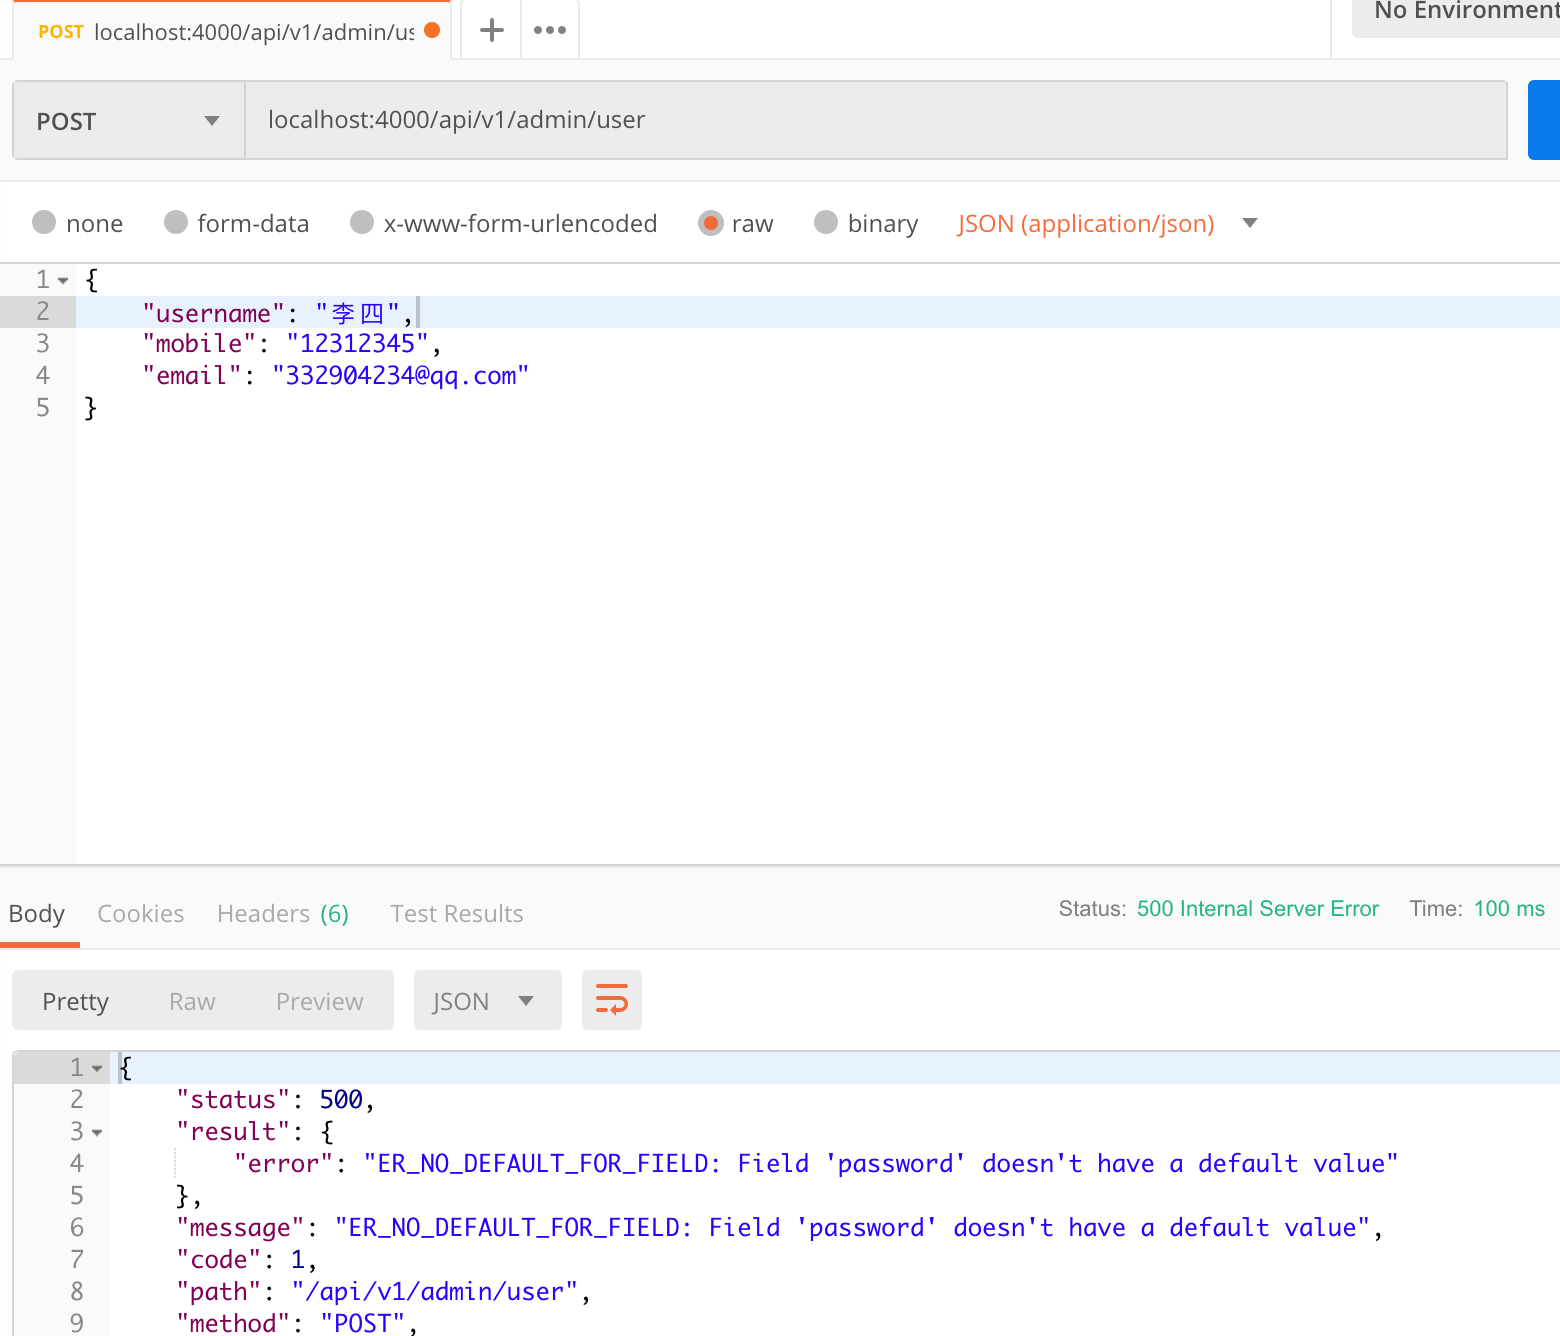 POST localhost:4000/api/v1/admin/us
No Environment
POST localhost:4000/api/v1/admin/user
none form-data x-www-form-urlencoded raw binary JSON (application/json)
1 {
2 "username": "李四",
3 "mobile": "12312345",
4 "email": "332904234@qq.com"
5 }
Body Cookies Headers (6) Test Results Status: 500 Internal Server Error Time: 100 ms
Pretty Raw Preview JSON
1 {
2 "status": 500,
3 "result": {
4 "error": "ER_NO_DEFAULT_FOR_FIELD: Field 'password' doesn't have a default value"
5 },
6 "message": "ER_NO_DEFAULT_FOR_FIELD: Field 'password' doesn't have a default value",
7 "code": 1,
8 "path": "/api/v1/admin/user",
9 "method": "POST",